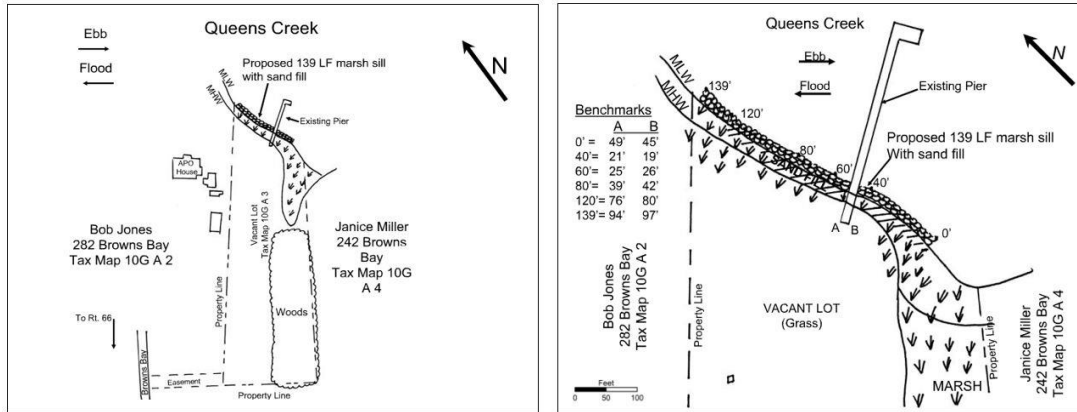 Queens Creek
Ebb
Flood
Proposed 139 LF marsh sill
with sand fill
N
MLW
MHW
Existing Pier
APO
House
Vacant Lot
Tax Map 10G A 3
Bob Jones
282 Browns Bay
Tax Map 10G A 2
Janice Miller
242 Browns
Bay
Tax Map 10G
A 4
Property Line
Woods
To Rt. 66
Browns Bay
Easement
Property Line
Queens Creek
Ebb
Flood
N
MLW
MHW
139'
120'
80'
60'
40'
0'
Existing Pier
Benchmarks
A B
0' = 49' 45'
40'= 21' 19'
60'= 25' 26'
80'= 39' 42'
120'= 76' 80'
139'= 94' 97'
Proposed 139 LF marsh sill
With sand fill
A B
Bob Jones
282 Browns Bay
Tax Map 10G A 2
Property Line
VACANT LOT
(Grass)
Property Line
Janice Miller
242 Browns Bay
Tax Map 10G A 4
MARSH
Feet
0 50 100